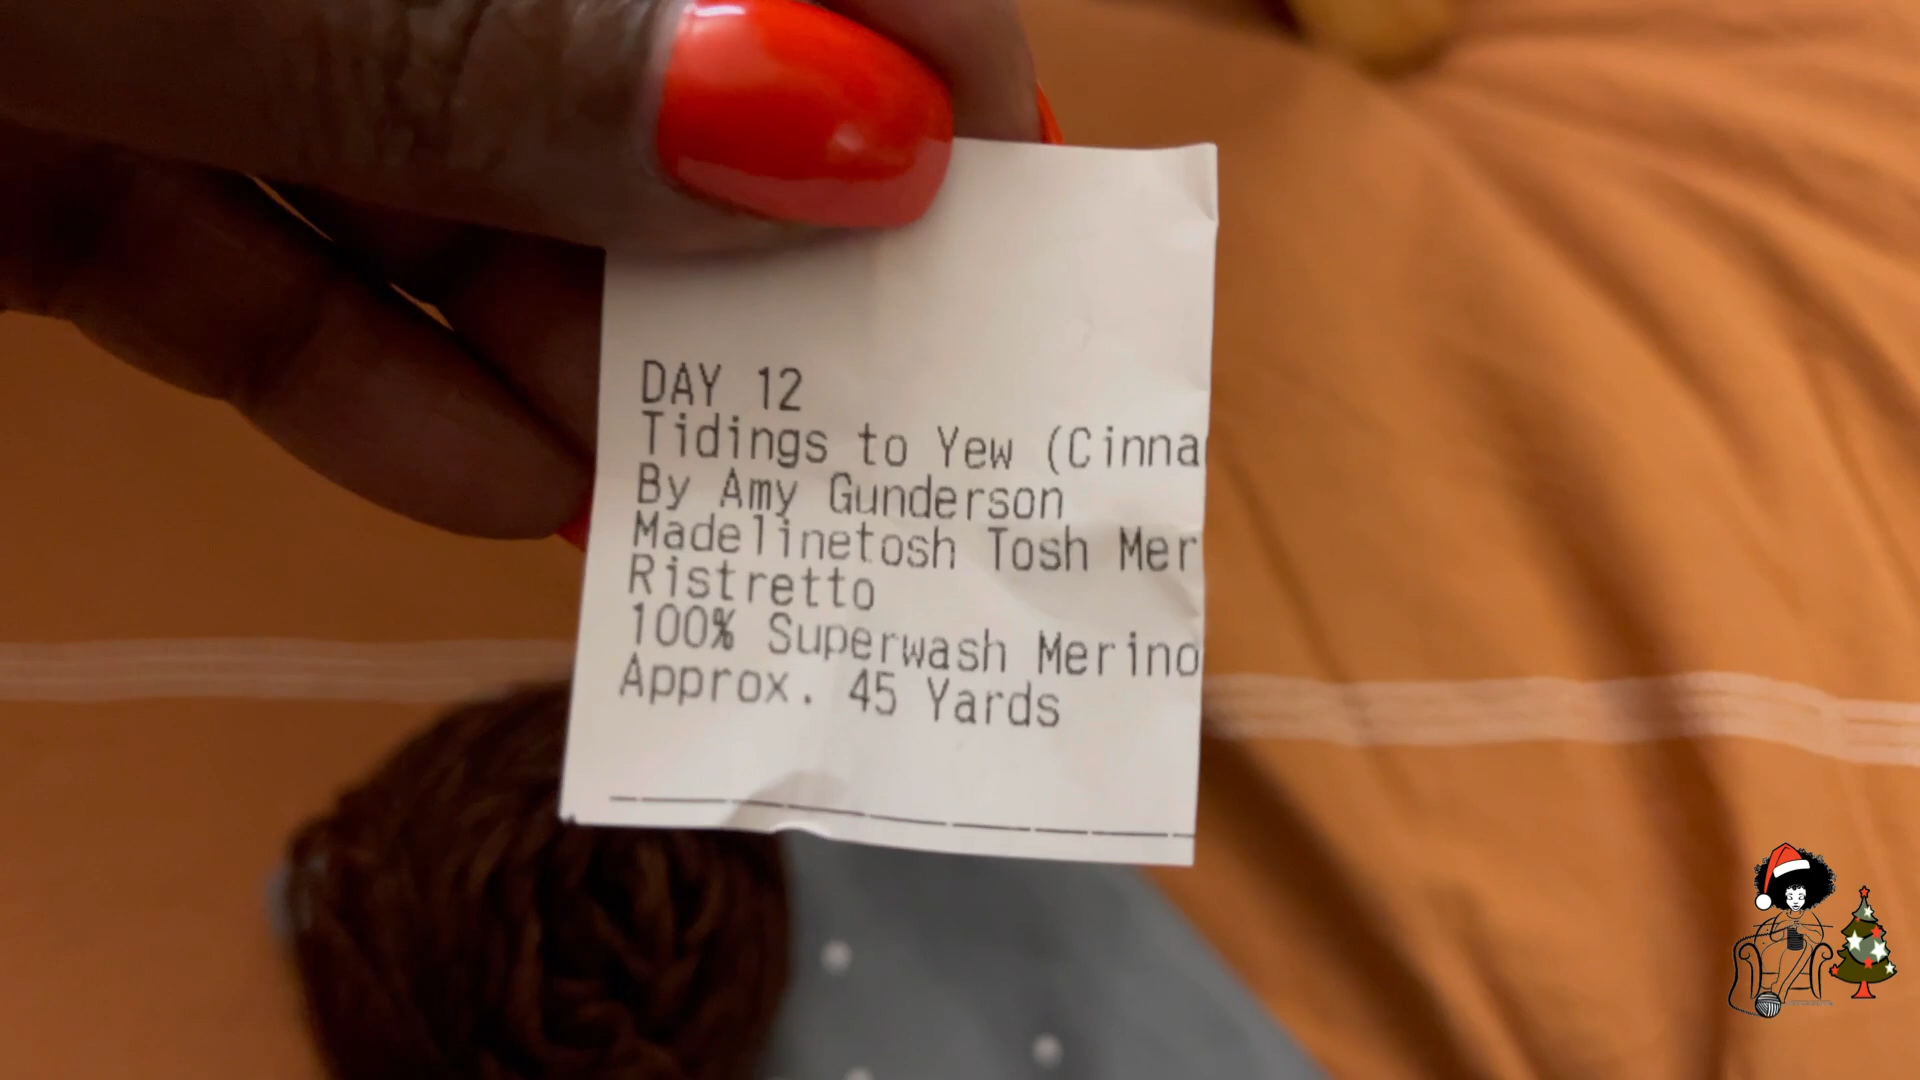 DAY 12
Tidings to Yew (Cinna
By Amy Gunderson
Madelinetosh Tosh Mer
Ristretto
100% Superwash Merino
Approx. 45 Yards